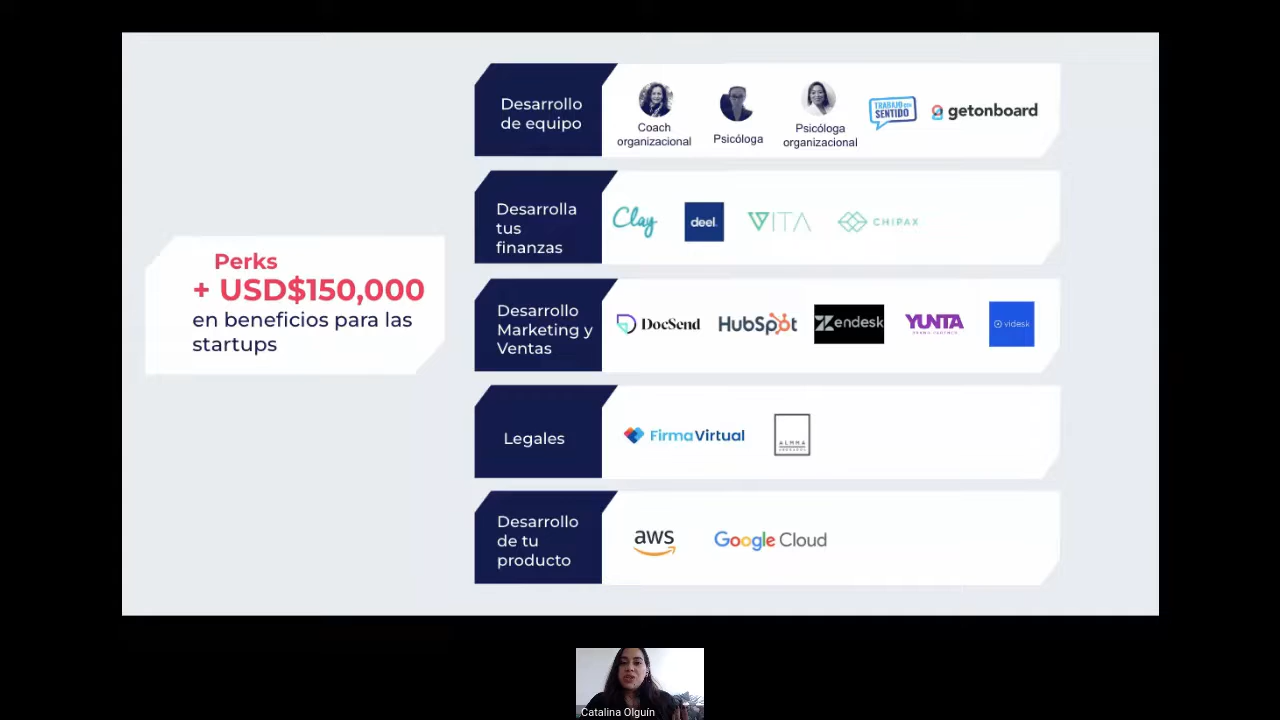 Perks
+ USD$150,000
en beneficios para las
startups
Desarrollo
de equipo
Coach
organizacional
Psicóloga
Psicóloga
organizacional
TRABAJO CON
SENTIDO
getonboard
Desarrolla
tus
finanzas
Clay
deel.
VITA
CHIPAX
Desarrollo
Marketing y
Ventas
DocSend
HubSpot
zendesk
YUNTA
videsk
Legales
FirmaVirtual
Desarrollo
de tu
producto
aws
Google Cloud
Catalina Olguín